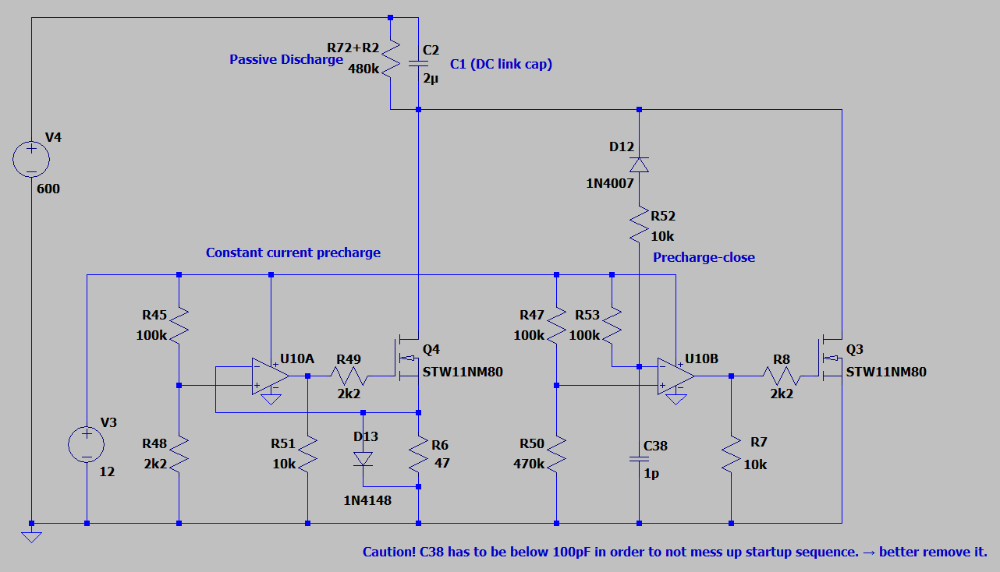 R72+R2
C2
Passive Discharge
480k
C1 (DC link cap)
2µ
V4
D12
600
1N4007
R52
10k
Constant current precharge
Precharge-close
R45
100k
R47
100k
R53
100k
U10A
Q4
U10B
Q3
R49
STW11NM80
R8
STW11NM80
2k2
2k2
V3
R48
2k2
R51
10k
D13
R6
47
R50
470k
C38
1p
R7
10k
12
1N4148
Caution! C38 has to be below 100pF in order to not mess up startup sequence. → better remove it.